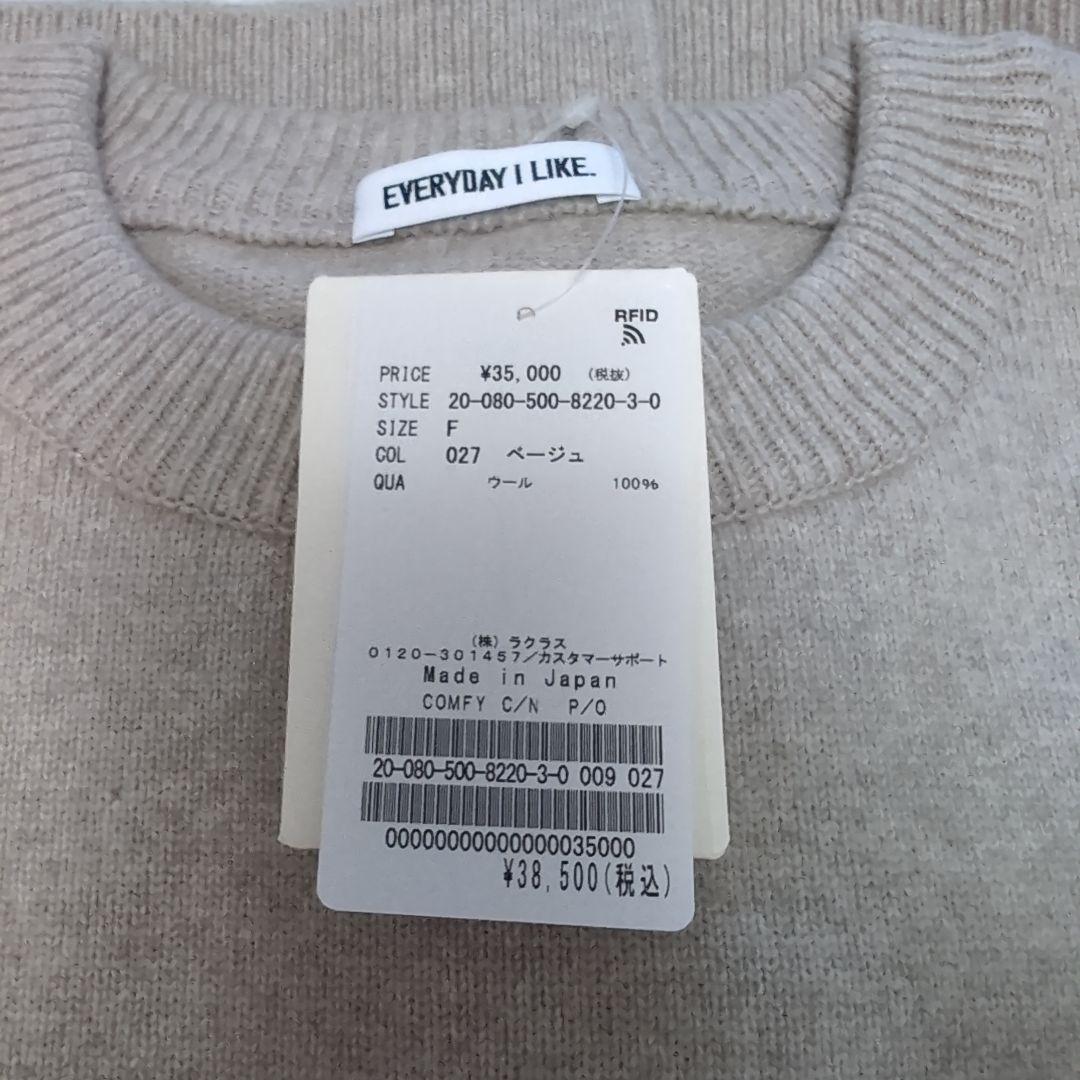 EVERYDAY I LIKE.
RFID
PRICE ¥35,000 (税抜)
STYLE 20-080-500-8220-3-0
SIZE F
COL 027 ベージュ
QUA ウール 100%
(株) ラクラス
0120-301457/カスタマーサポート
Made in Japan
COMFY C/N P/O
20-080-500-8220-3-0 009 027
00000000000000035000
¥38,500(税込)